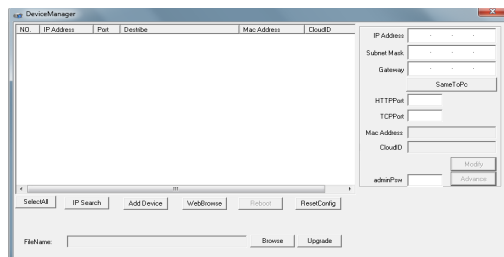 DeviceManager
NO. IP Address Port Destribe Mac Address CloudID
IP Address
Subnet Mask
Gateway
SameToPc
HTTPPort
TCPPort
Mac Address
CloudID
Modify
adminPsw Advance
SelectAll IP Search Add Device WebBrowse Reboot ResetConfig
FileName: Browse Upgrade